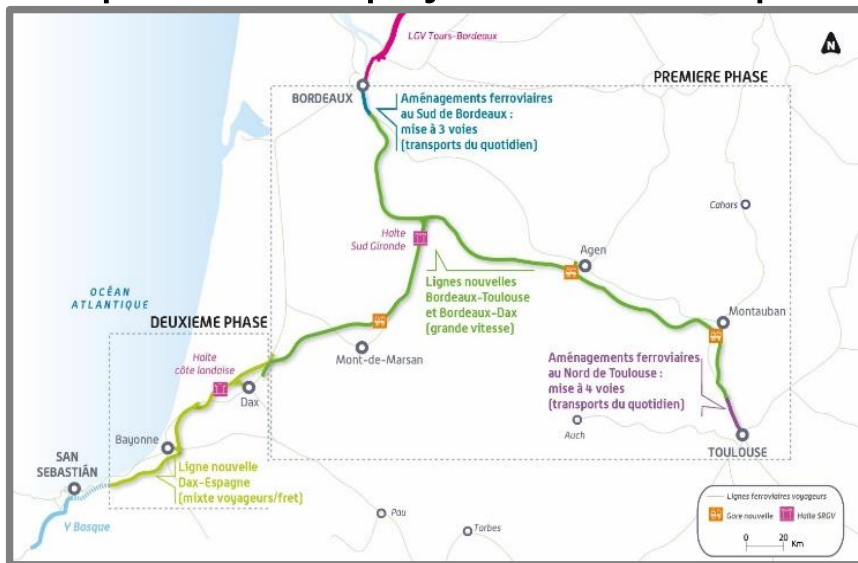 LGV Tours-Bordeaux
N
PREMIERE PHASE
BORDEAUX
Aménagements ferroviaires
au Sud de Bordeaux :
mise à 3 voies
(transports du quotidien)
Cahors
Halte
Sud Gironde
Agen
Lignes nouvelles
Bordeaux-Toulouse
et Bordeaux-Dax
(grande vitesse)
OCÉAN
ATLANTIQUE
Montauban
DEUXIEME PHASE
Mont-de-Marsan
Halte
côte landaise
Aménagements ferroviaires
au Nord de Toulouse :
mise à 4 voies
(transports du quotidien)
Dax
Auch
Bayonne
TOULOUSE
SAN
SEBASTIÁN
Ligne nouvelle
Dax-Espagne
(mixte voyageurs/fret)
Y Basque
Pau
Tarbes
Lignes ferroviaires voyageurs
Gare nouvelle
Halte SRGV
0 20
Km